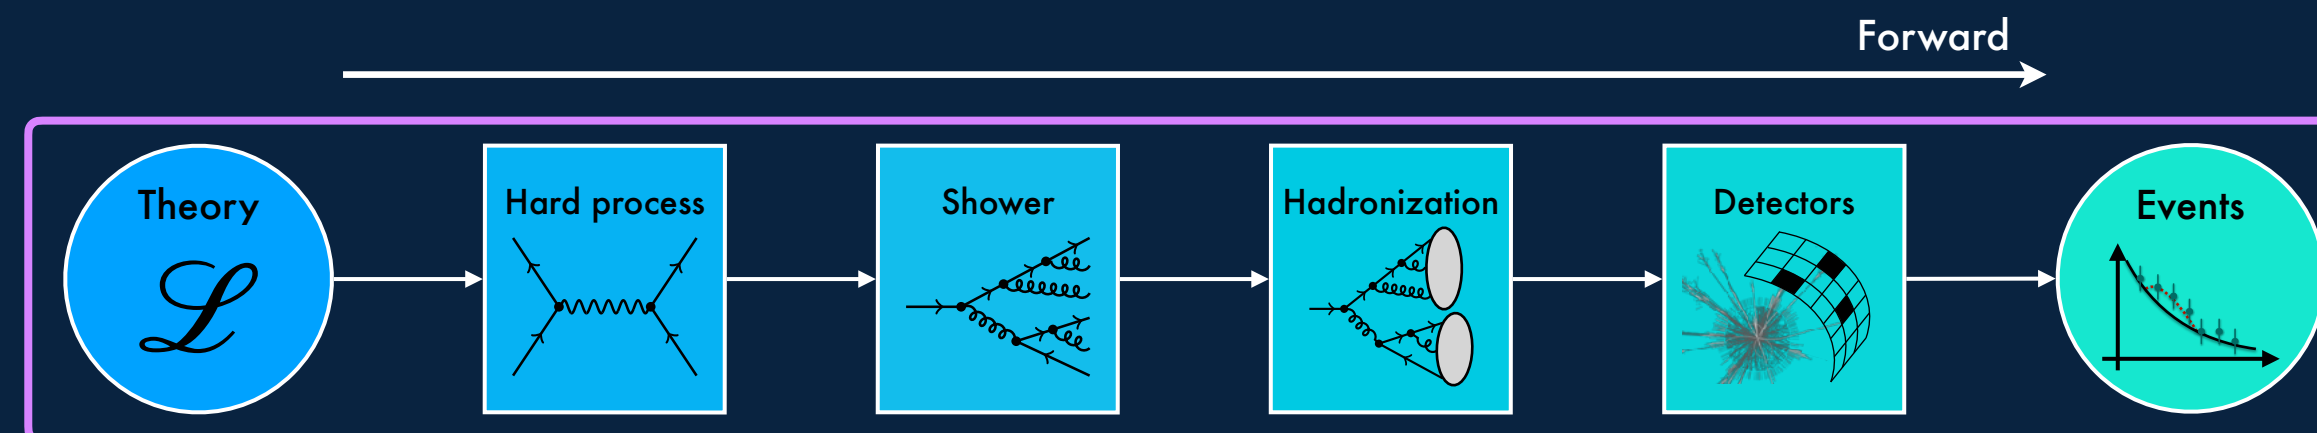 Forward
Theory
Hard process
Shower
Hadronization
Detectors
Events
ℒ